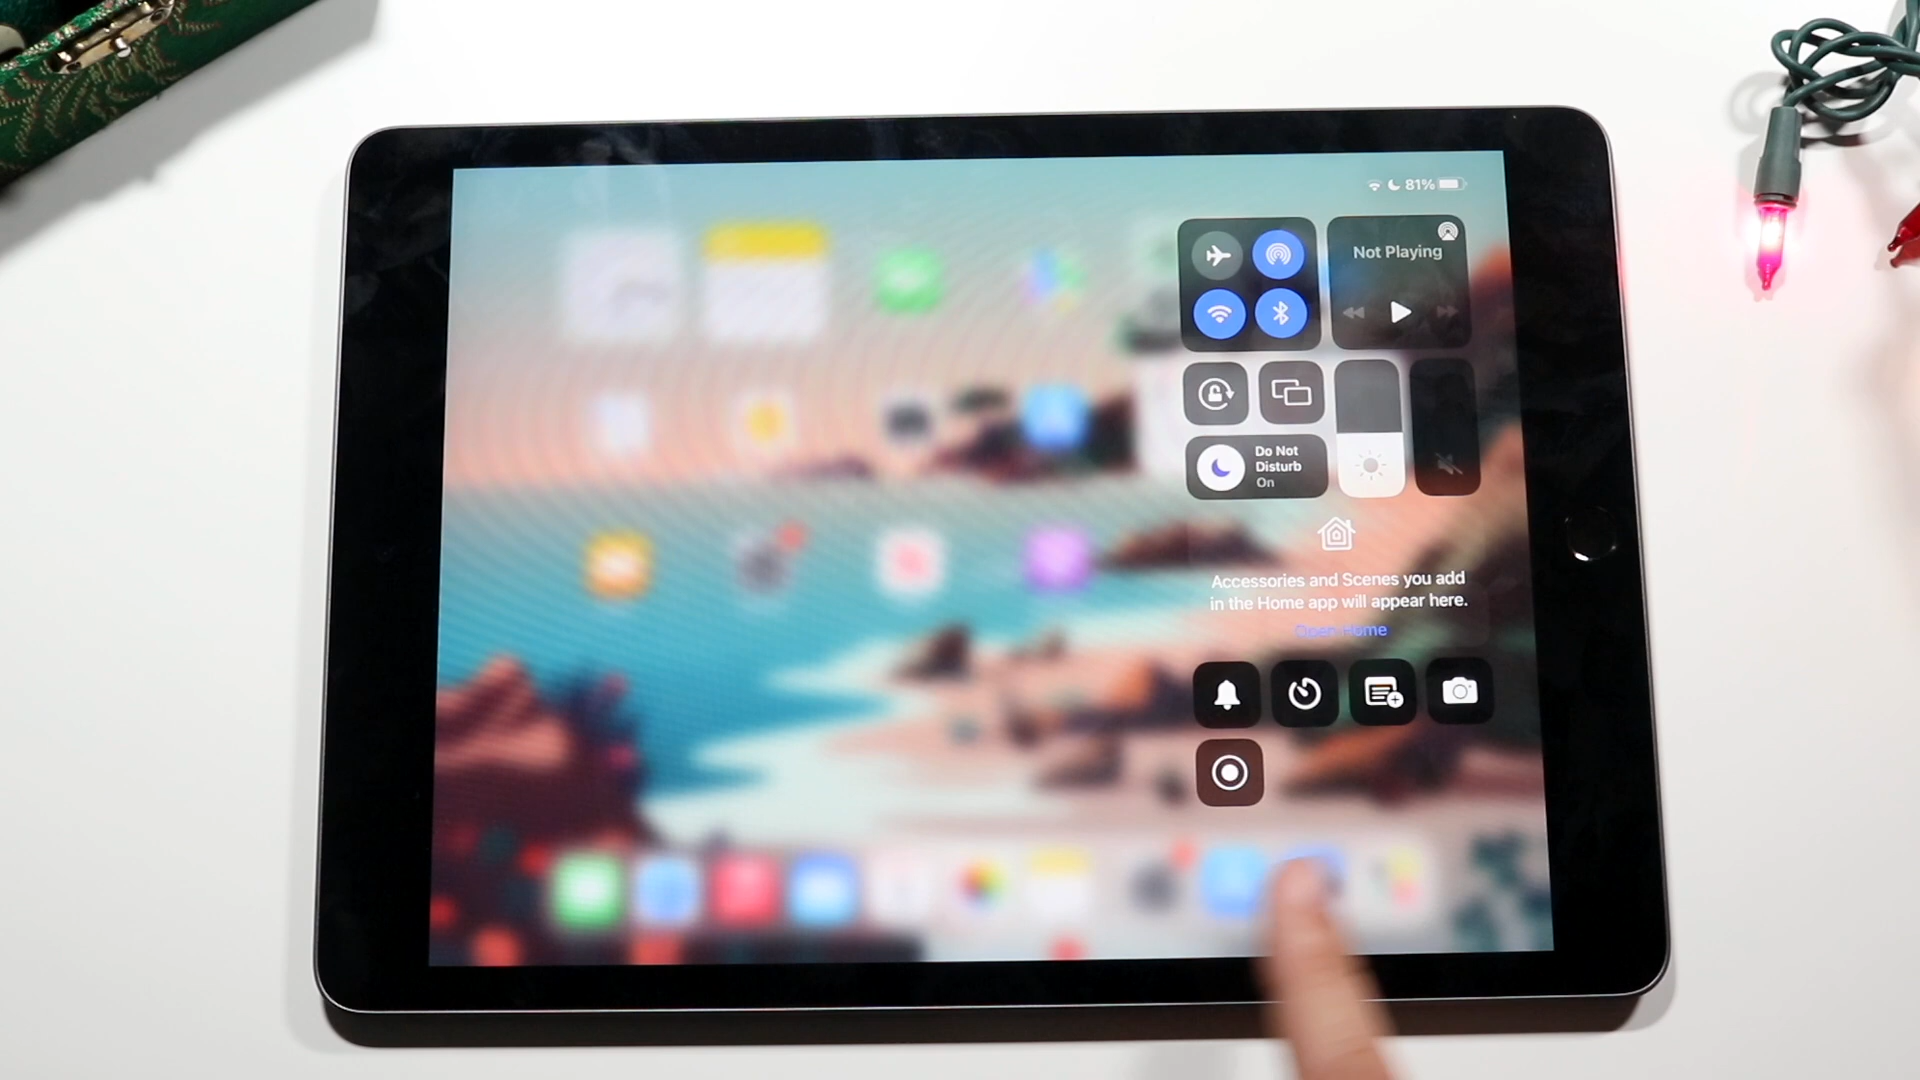 81%
Not Playing
Do Not
Disturb
On
Accessories and Scenes you add
in the Home app will appear here.
Open Home